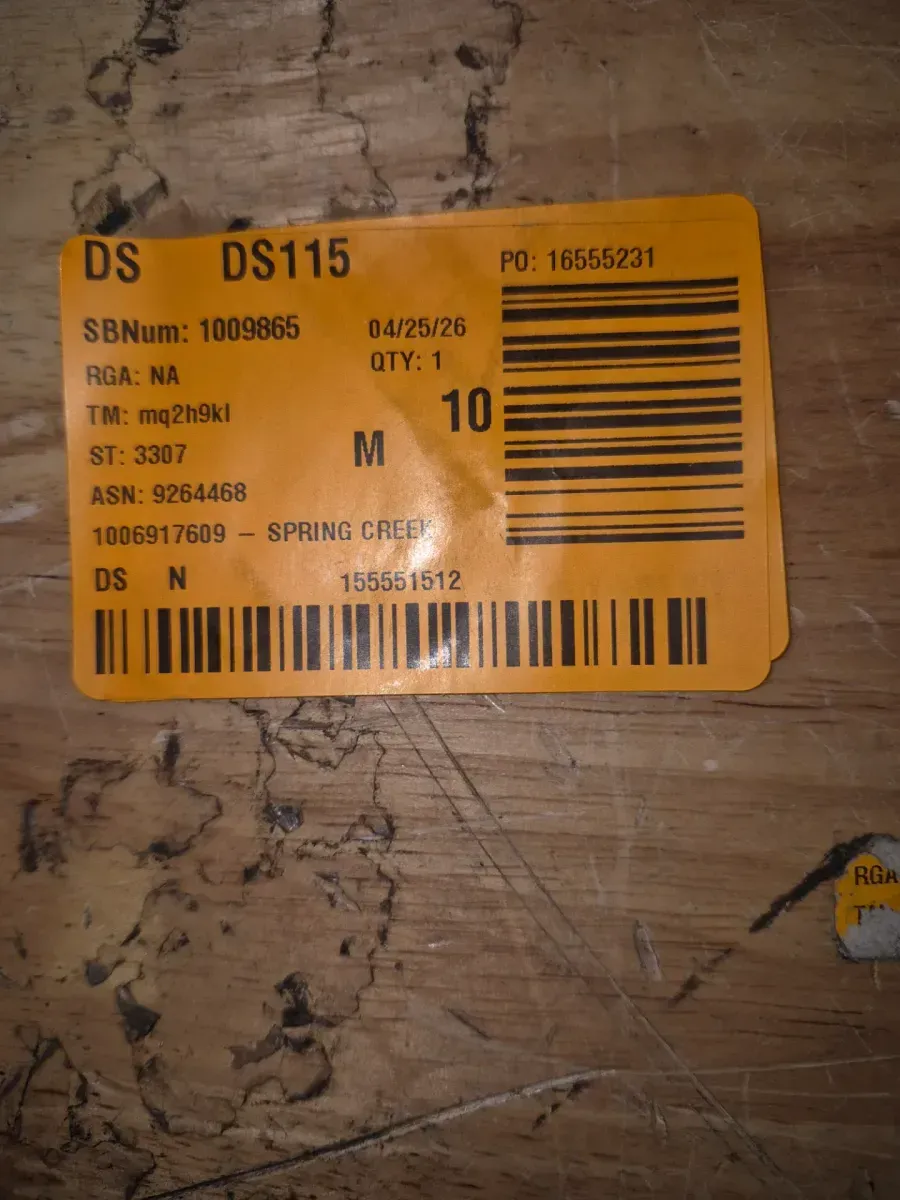 DS DS115 PO: 16555231
SBNum: 1009865 04/25/26
RGA: NA QTY: 1
TM: mq2h9kl 10
ST: 3307 M
ASN: 9264468
1006917609 – SPRING CREEK
DS N 155551512
RGA